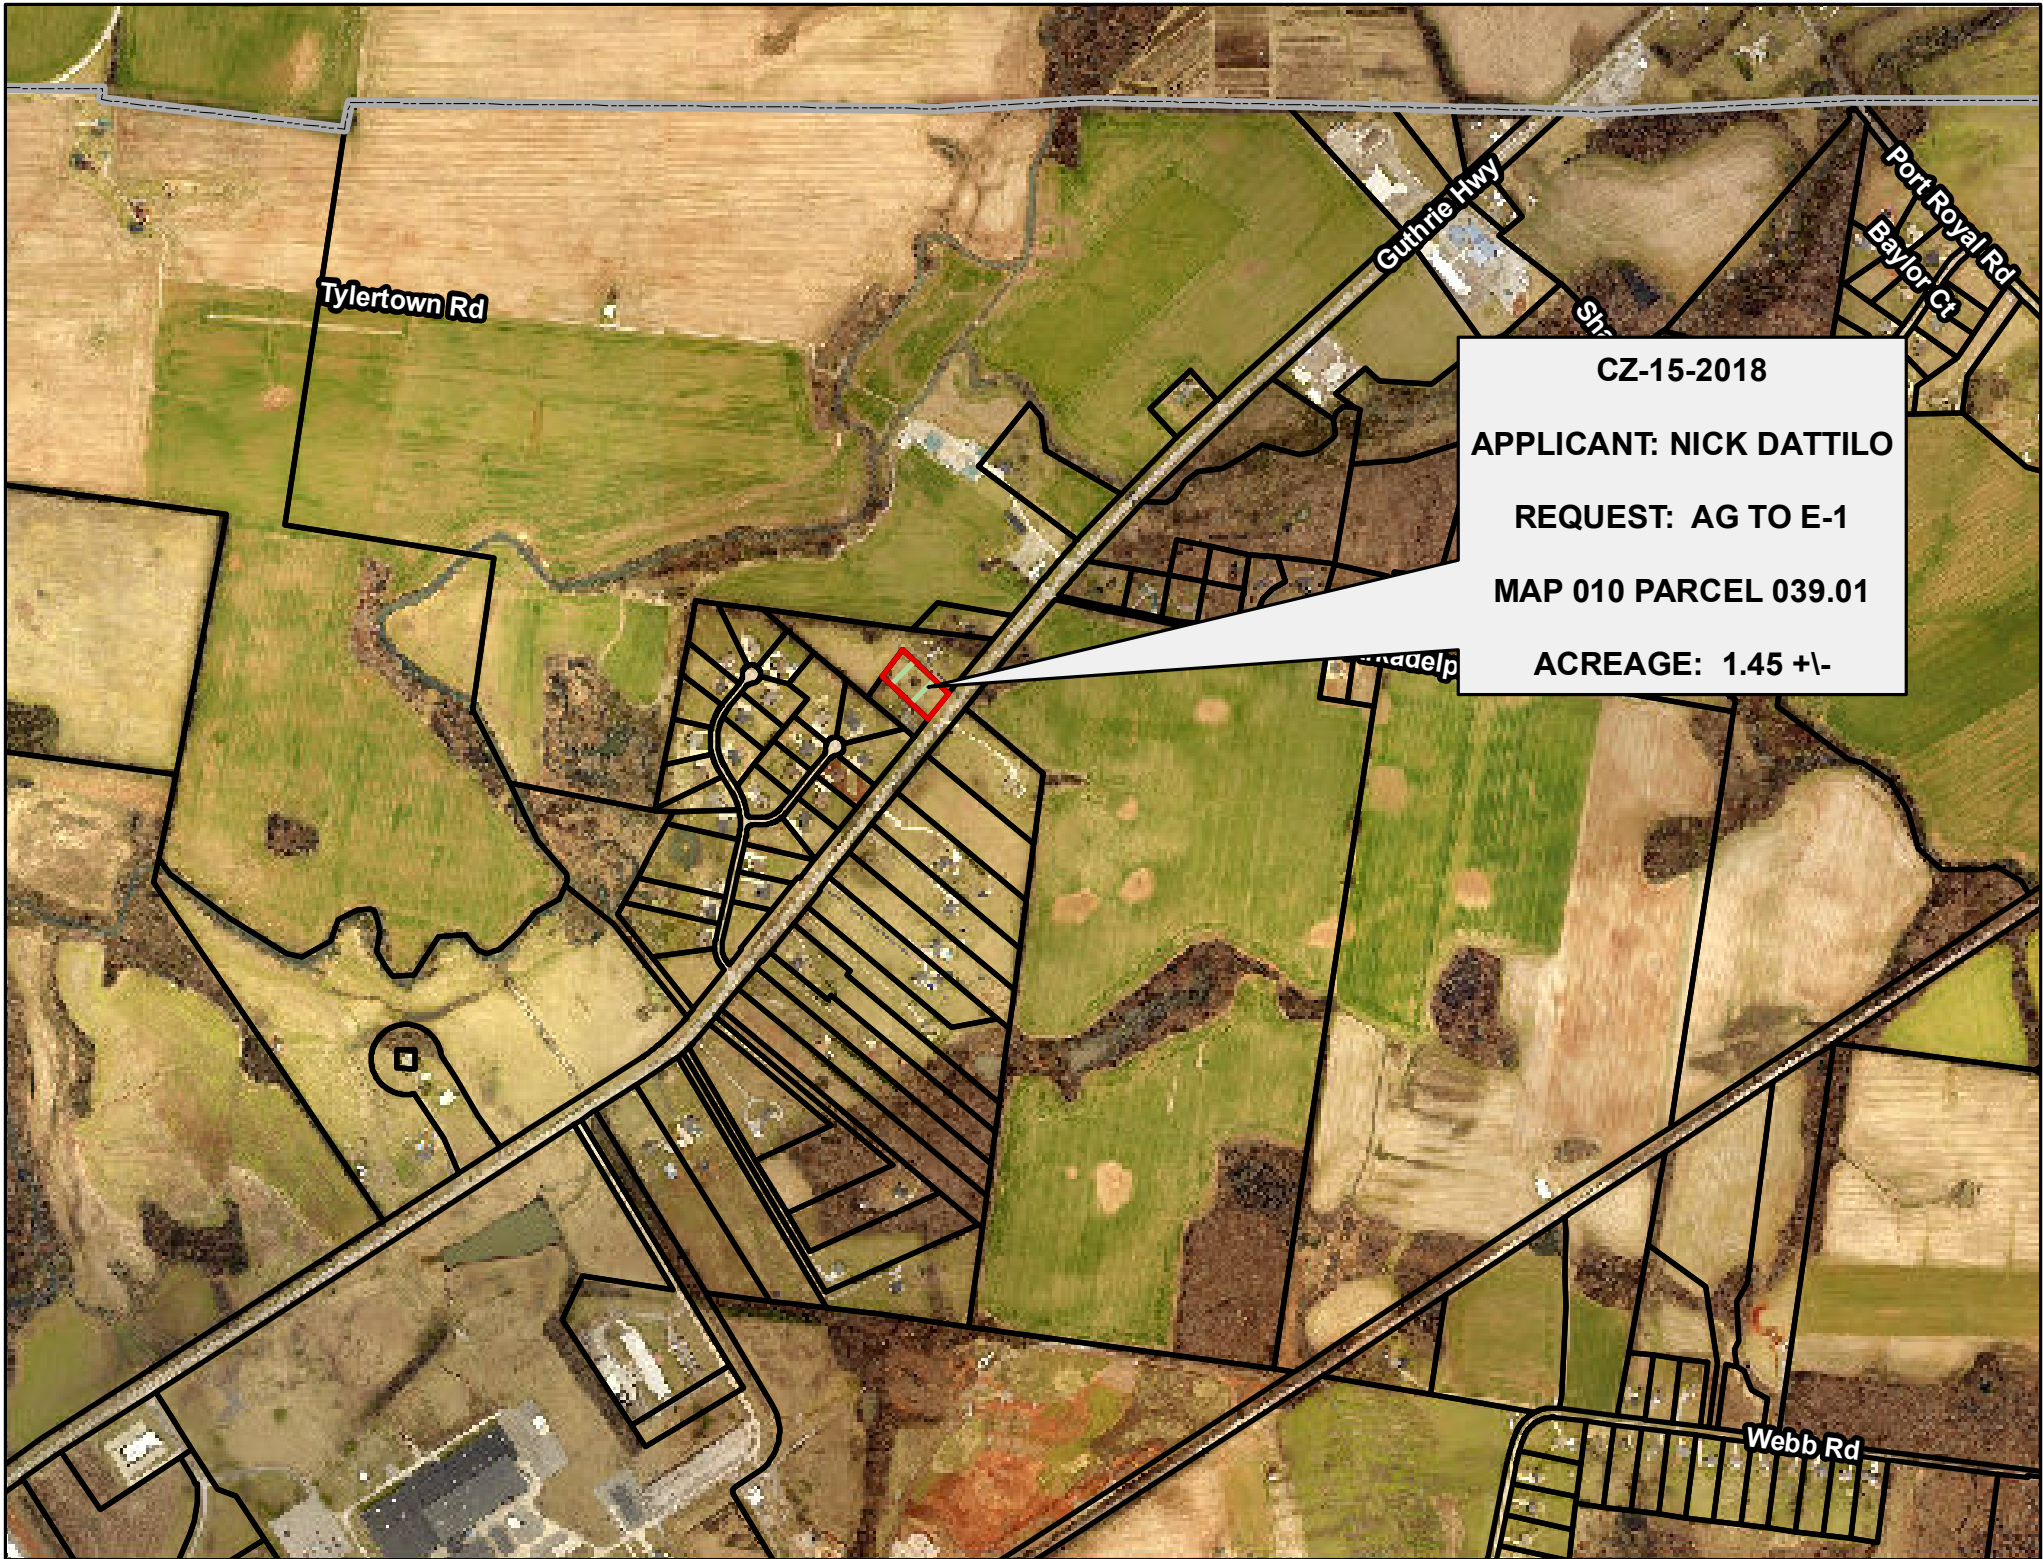 Tylertown Rd
Guthrie Hwy
Port Royal Rd
Baylor Ct
CZ-15-2018
APPLICANT: NICK DATTILO
REQUEST: AG TO E-1
MAP 010 PARCEL 039.01
ACREAGE: 1.45 +\-
Webb Rd